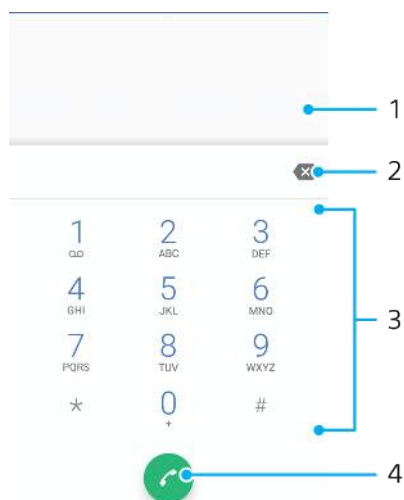 1
2
1 2 3
ABC DEF
4 5 6
GHI JKL MNO
3
7 8 9
PQRS TUV WXYZ
* 0 #
+
4